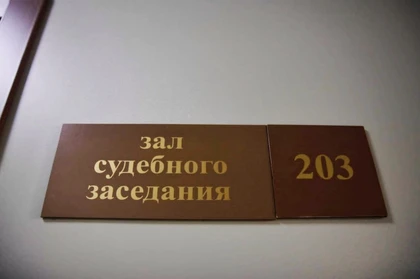 зал
судебного
заседания
203